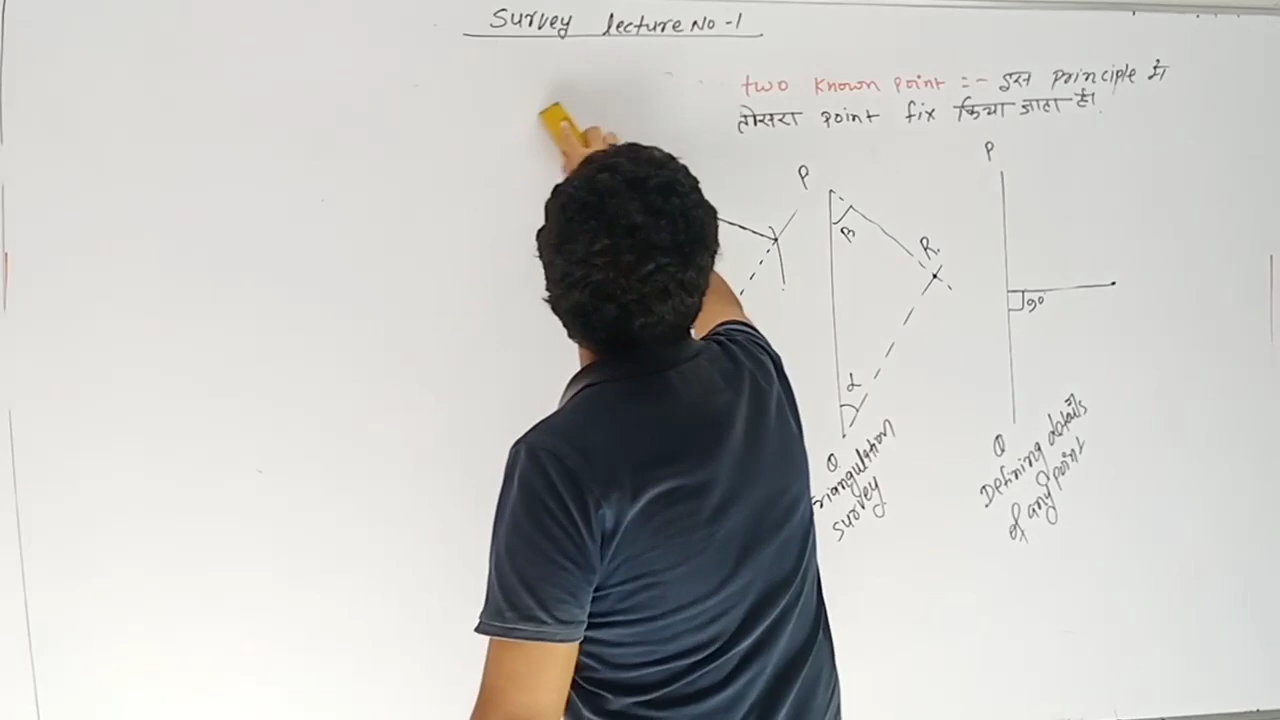 Survey lecture No -1
two known point :- इस principle में
तीसरा point fix किया जाता है।
P
β
R.
α
Q
Triangulation
survey
P
90°
Q
Defining details
of any point